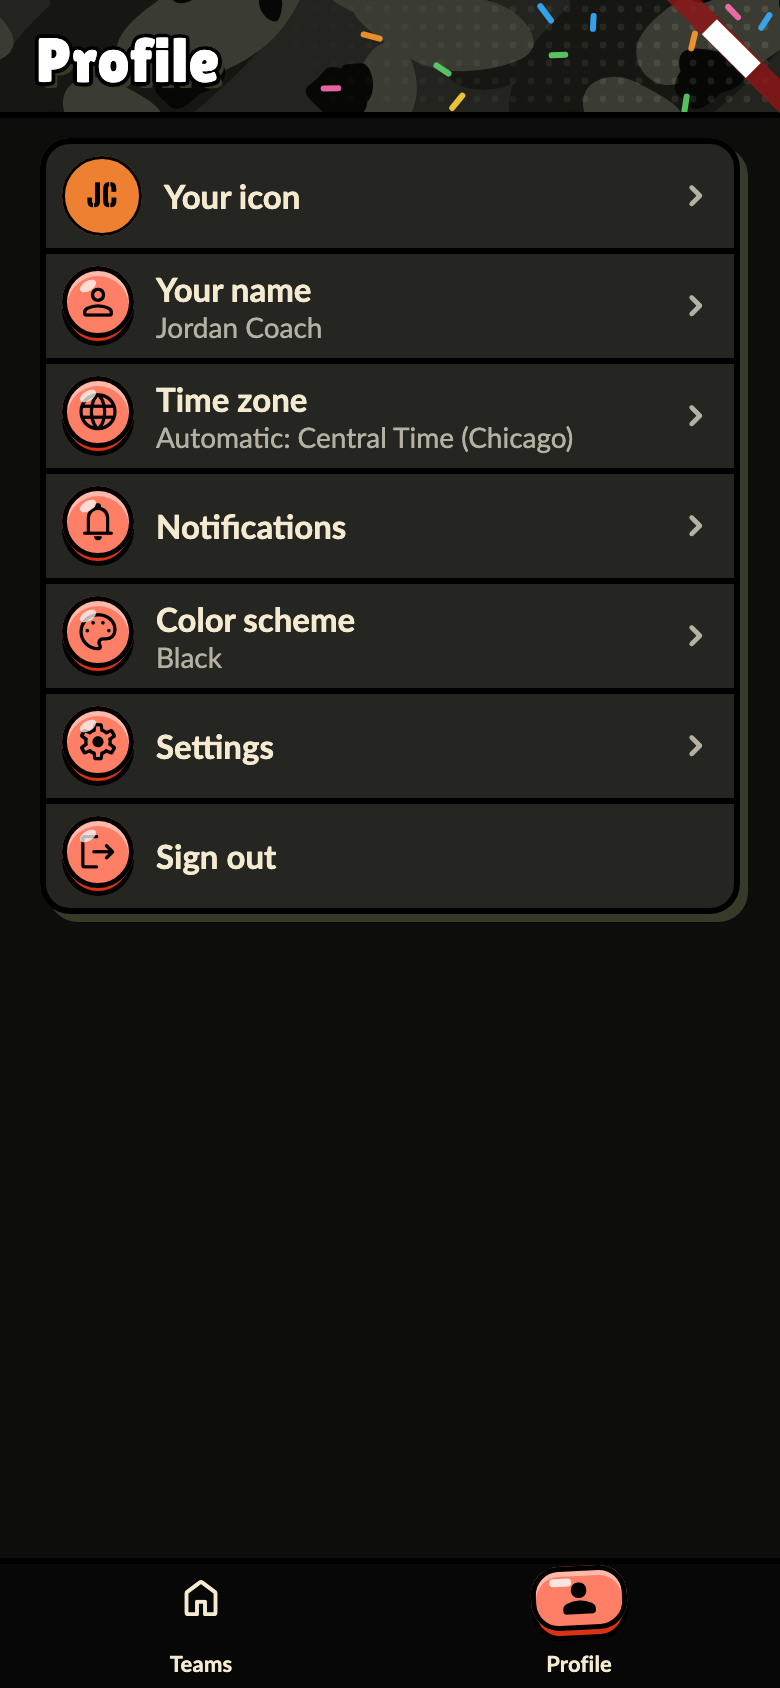 Profile
JC
Your icon
Your name
Jordan Coach
Time zone
Automatic: Central Time (Chicago)
Notifications
Color scheme
Black
Settings
Sign out
Teams
Profile